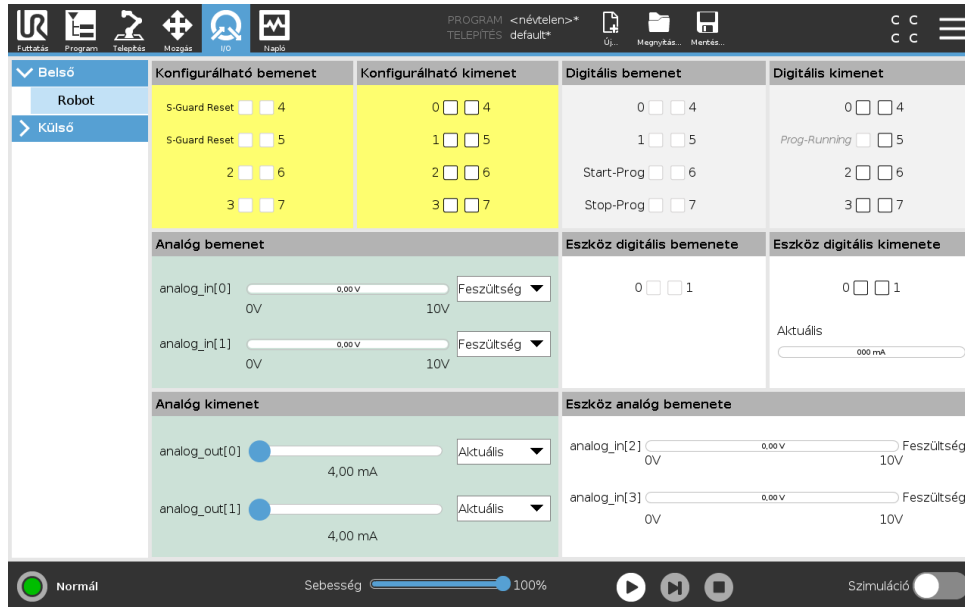 PROGRAM <névtelen>*
TELEPÍTÉS default*
Futtatás Program Telepítés Mozgás I/O Napló Új... Megnyitás... Mentés...
C C
C C
Belső
Robot
Külső
Konfigurálható bemenet
S-Guard Reset 4
S-Guard Reset 5
2 6
3 7
Konfigurálható kimenet
0 4
1 5
2 6
3 7
Digitális bemenet
0 4
1 5
Start-Prog 6
Stop-Prog 7
Digitális kimenet
0 4
Prog-Running 5
2 6
3 7
Analóg bemenet
analog_in[0] 0,00 V Feszültség
0V 10V
analog_in[1] 0,00 V Feszültség
0V 10V
Eszköz digitális bemenete
0 1
Eszköz digitális kimenete
0 1
Aktuális
000 mA
Analóg kimenet
analog_out[0] Aktuális
4,00 mA
analog_out[1] Aktuális
4,00 mA
Eszköz analóg bemenete
analog_in[2] 0,00 V Feszültség
0V 10V
analog_in[3] 0,00 V Feszültség
0V 10V
Normál Sebesség 100% Szimuláció